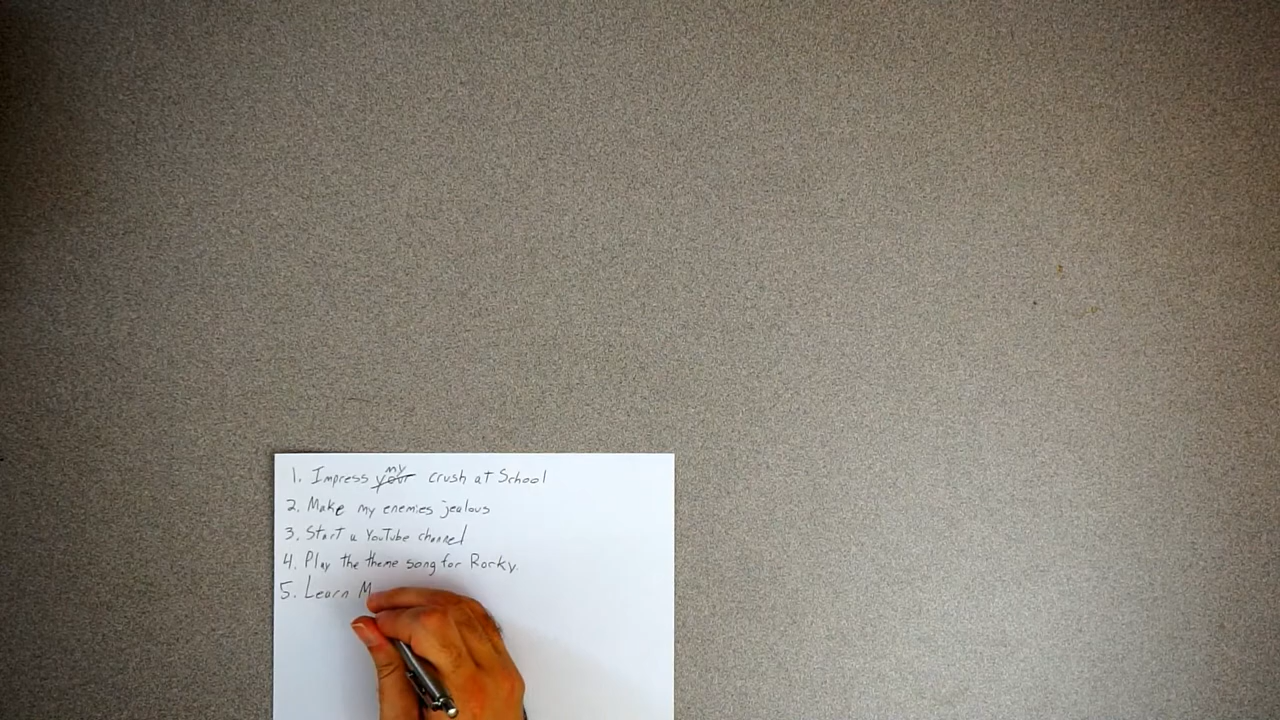 1. Impress your my crush at School
2. Make my enemies jealous
3. Start a YouTube channel
4. Play the theme song for Rocky.
5. Learn M